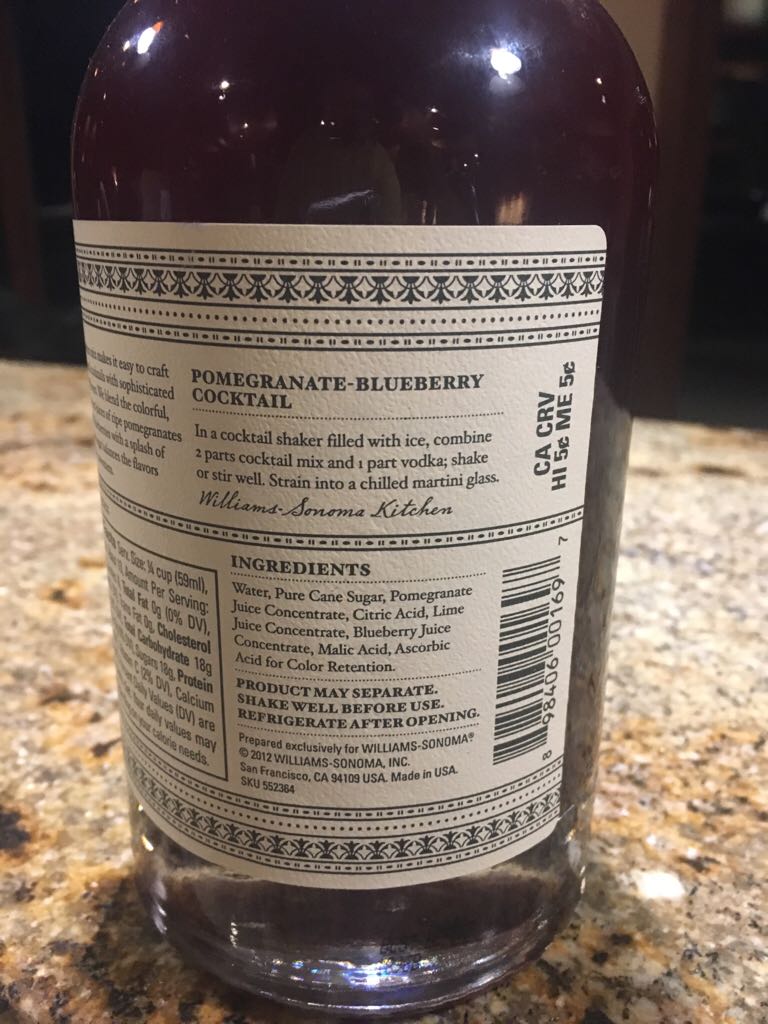 makes it easy to craft
with sophisticated
We blend the colorful,
of ripe pomegranates
with a splash of
the flavors
POMEGRANATE-BLUEBERRY
COCKTAIL
In a cocktail shaker filled with ice, combine
2 parts cocktail mix and 1 part vodka; shake
or stir well. Strain into a chilled martini glass.
Williams-Sonoma Kitchen
CA CRV
HI 5¢ ME 5¢
Serv. Size: ¼ cup (59ml),
Amount Per Serving:
Total Fat 0g (0% DV),
Fat 0g, Cholesterol
Carbohydrate 18g
Sugars 18g, Protein
C (2% DV), Calcium
Daily Values (DV) are
daily values may
calorie needs.
INGREDIENTS
Water, Pure Cane Sugar, Pomegranate
Juice Concentrate, Citric Acid, Lime
Juice Concentrate, Blueberry Juice
Concentrate, Malic Acid, Ascorbic
Acid for Color Retention.
PRODUCT MAY SEPARATE.
SHAKE WELL BEFORE USE.
REFRIGERATE AFTER OPENING.
Prepared exclusively for WILLIAMS-SONOMA®
© 2012 WILLIAMS-SONOMA, INC.
San Francisco, CA 94109 USA. Made in USA.
SKU 552364
8 98406 00169 7